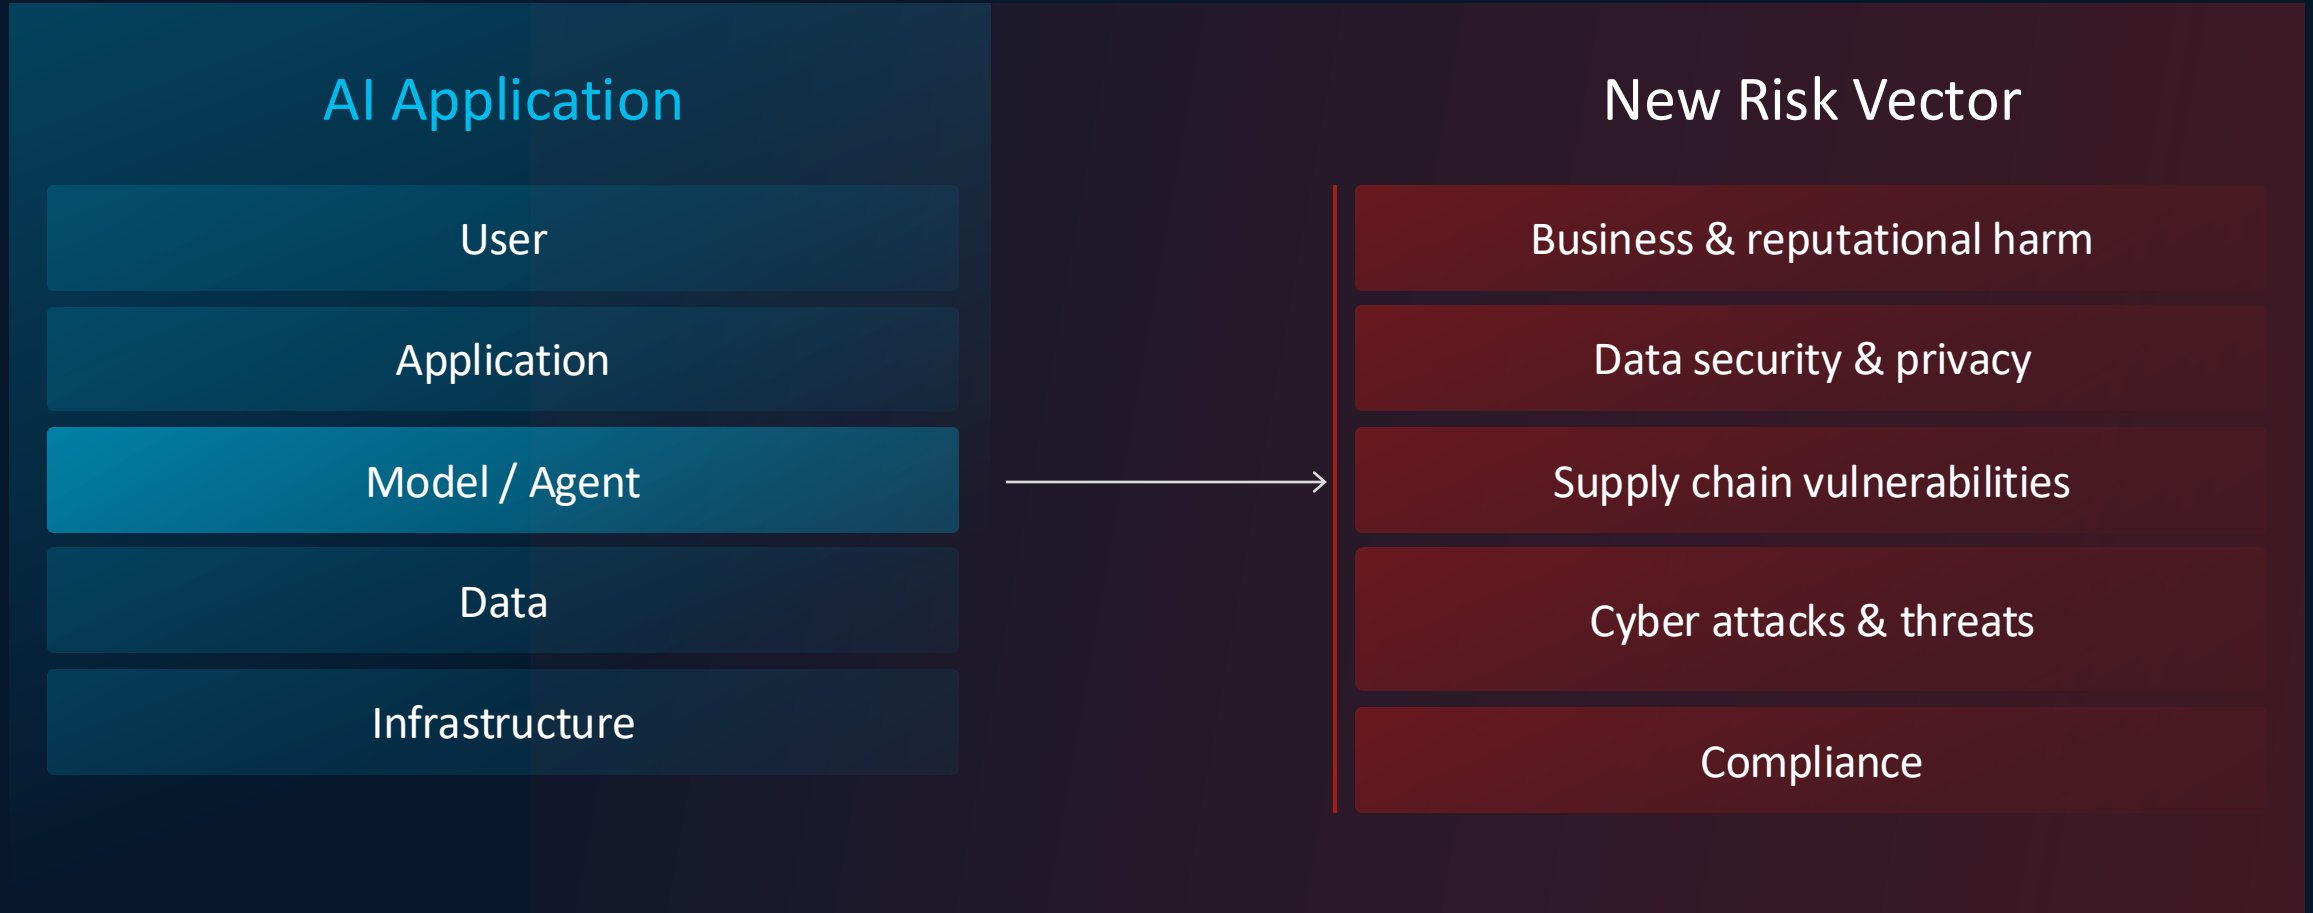 AI Application
User
Application
Model / Agent
Data
Infrastructure
New Risk Vector
Business & reputational harm
Data security & privacy
Supply chain vulnerabilities
Cyber attacks & threats
Compliance